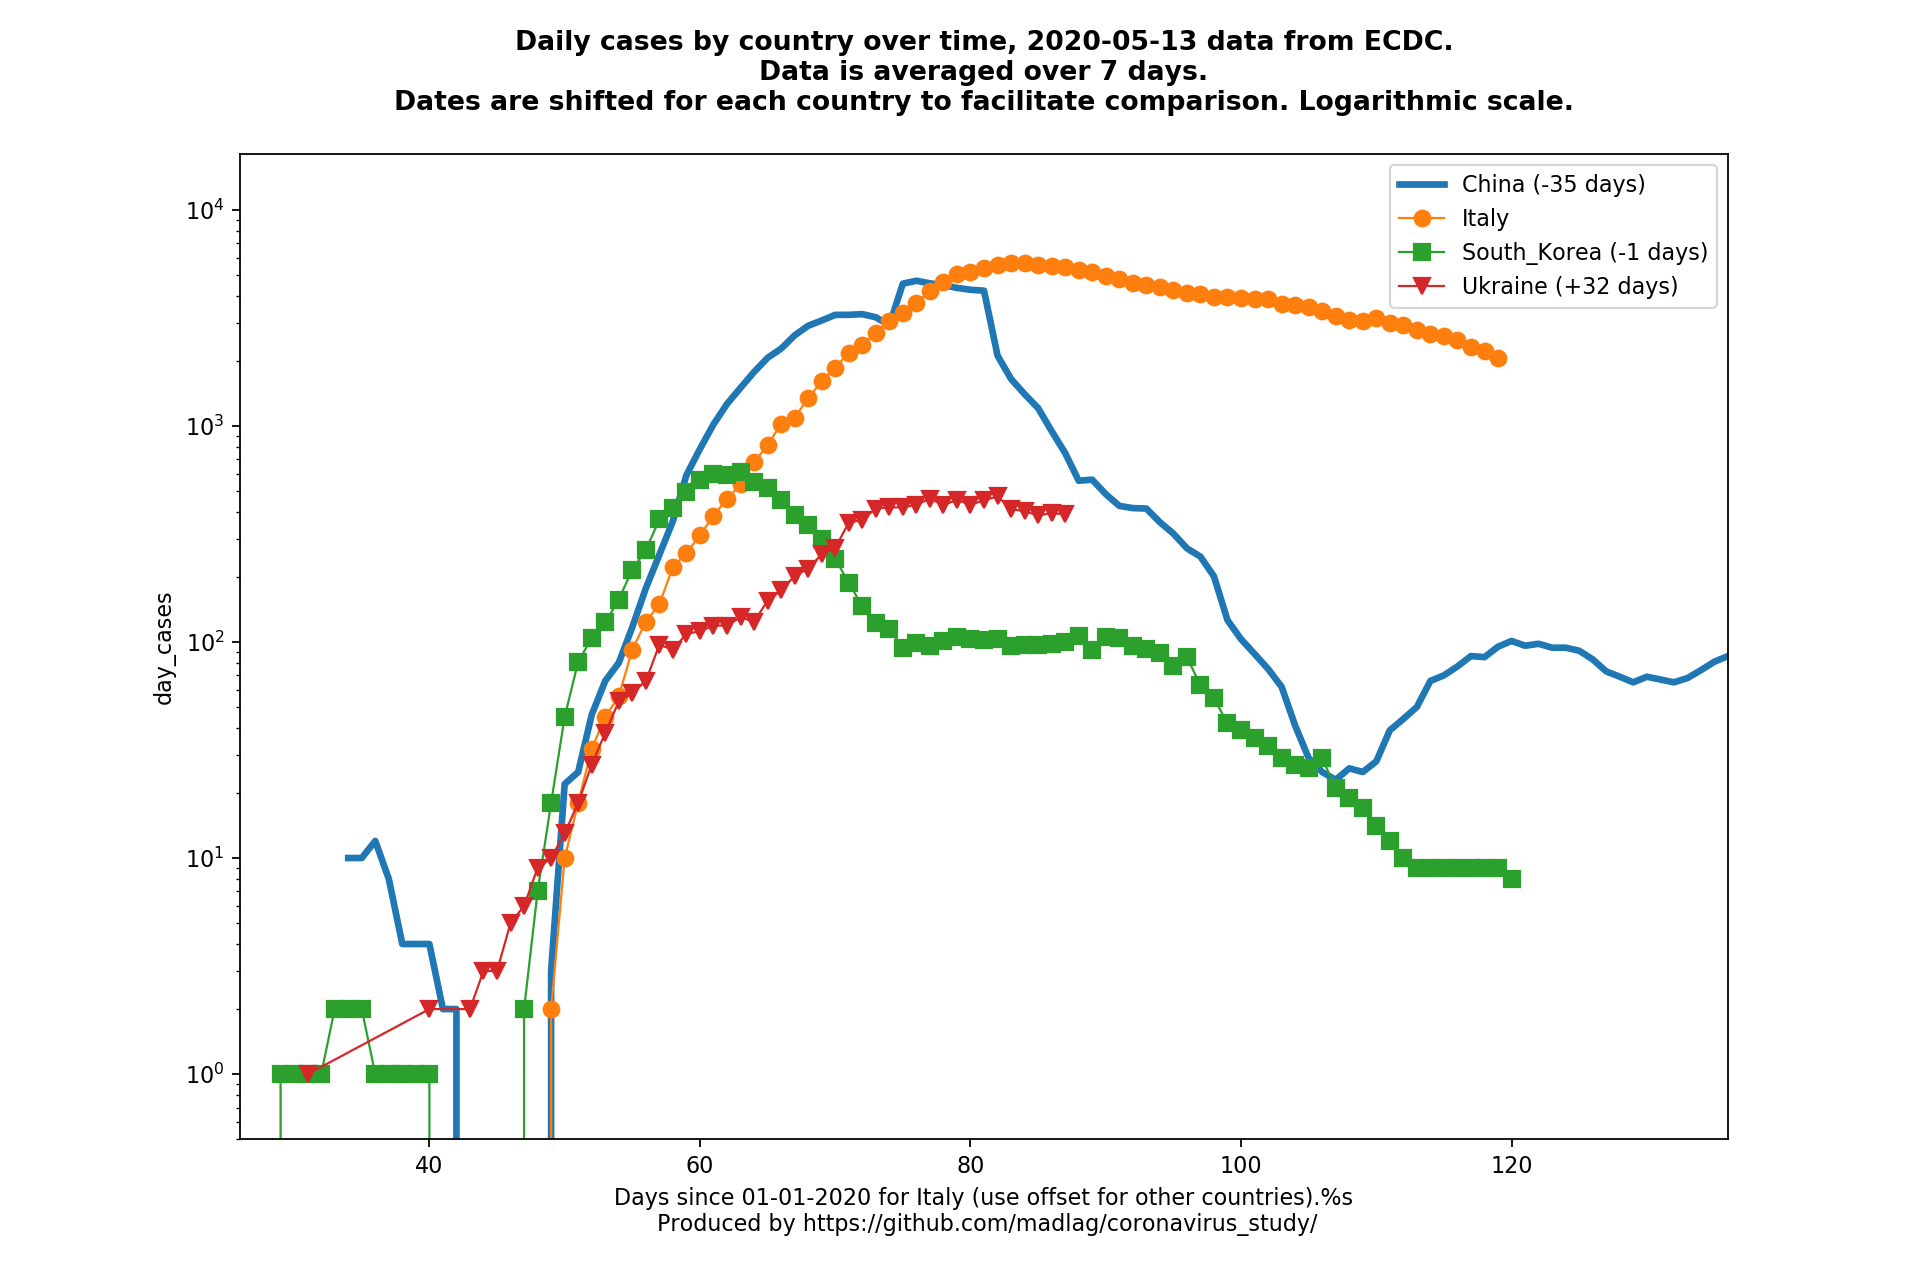 Daily cases by country over time, 2020-05-13 data from ECDC.
Data is averaged over 7 days.
Dates are shifted for each country to facilitate comparison. Logarithmic scale.
China (-35 days)
Italy
South_Korea (-1 days)
Ukraine (+32 days)
10⁴
10³
10²
10¹
10⁰
day_cases
40 60 80 100 120
Days since 01-01-2020 for Italy (use offset for other countries).%s
Produced by https://github.com/madlag/coronavirus_study/